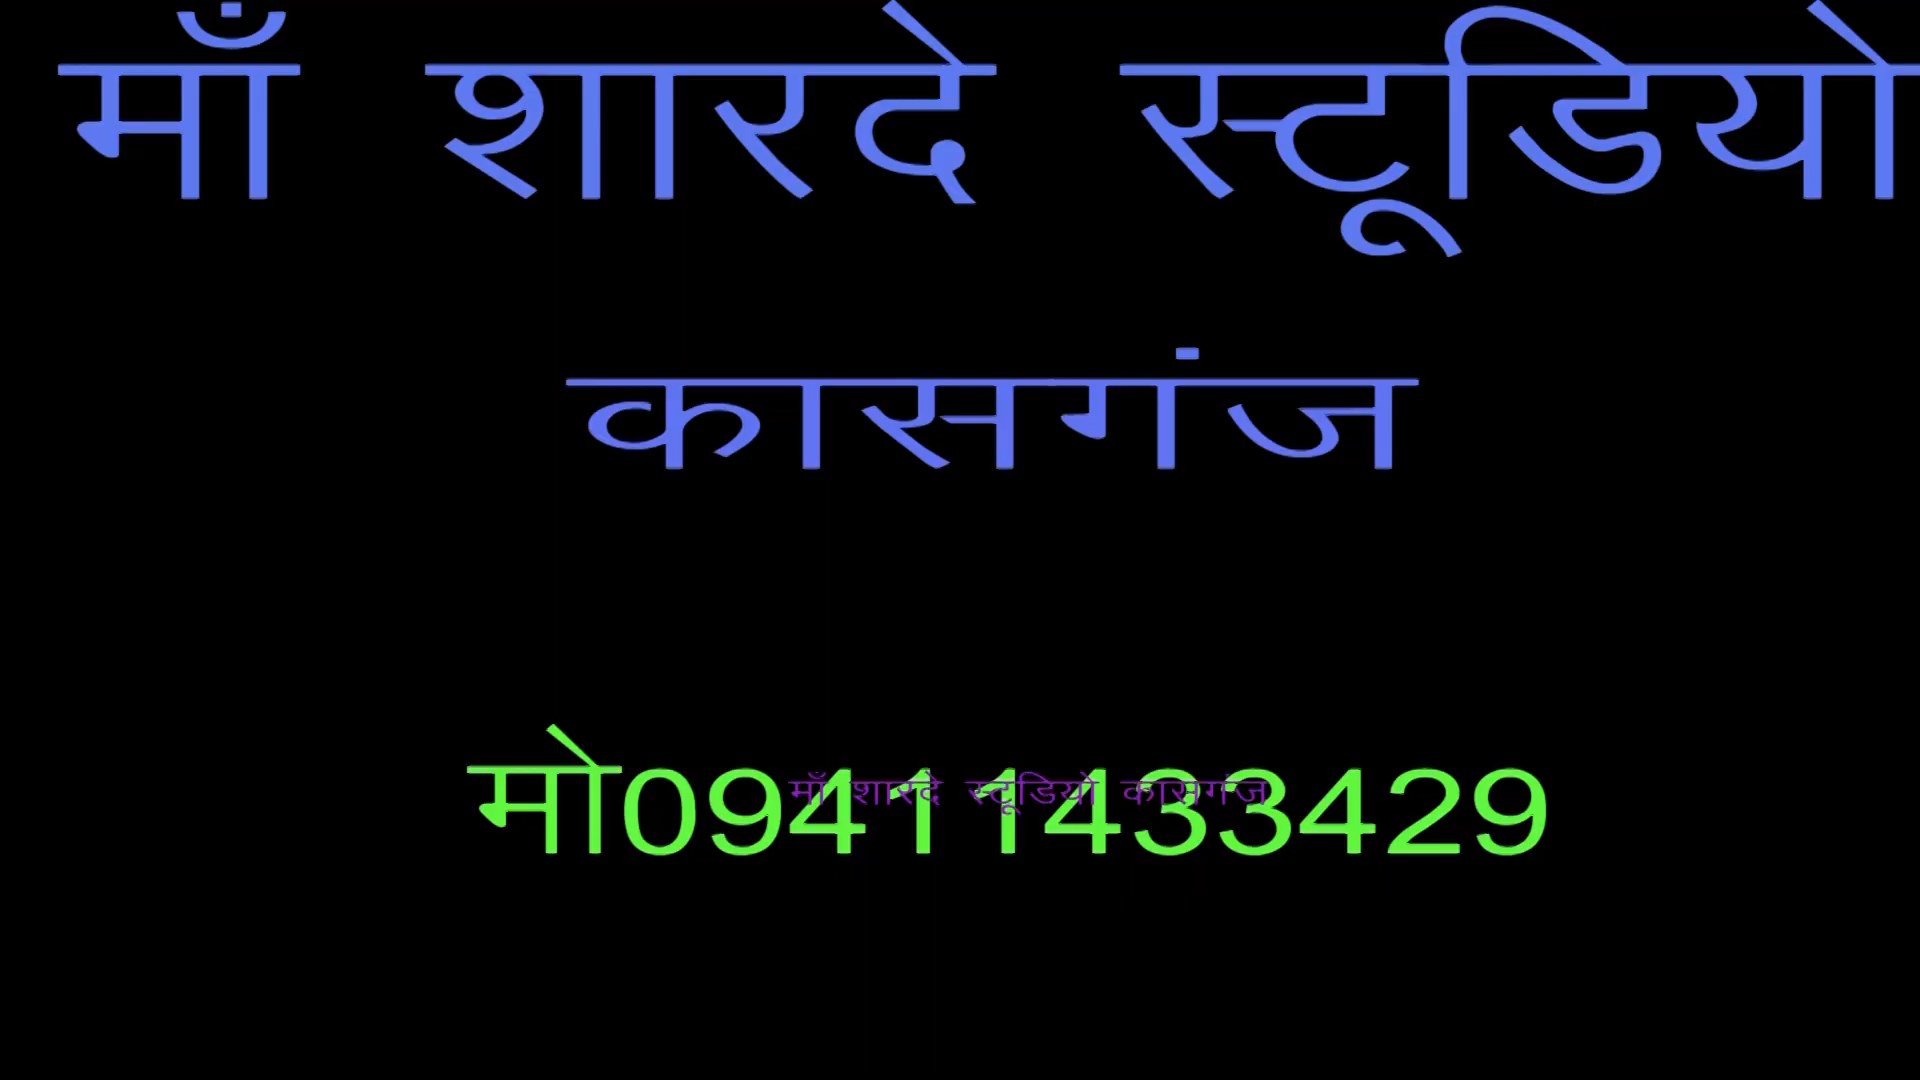 माँ शारदे स्टूडियो
कासगंज
मो09411433429
माँ शारदे स्टूडियो कासगंज